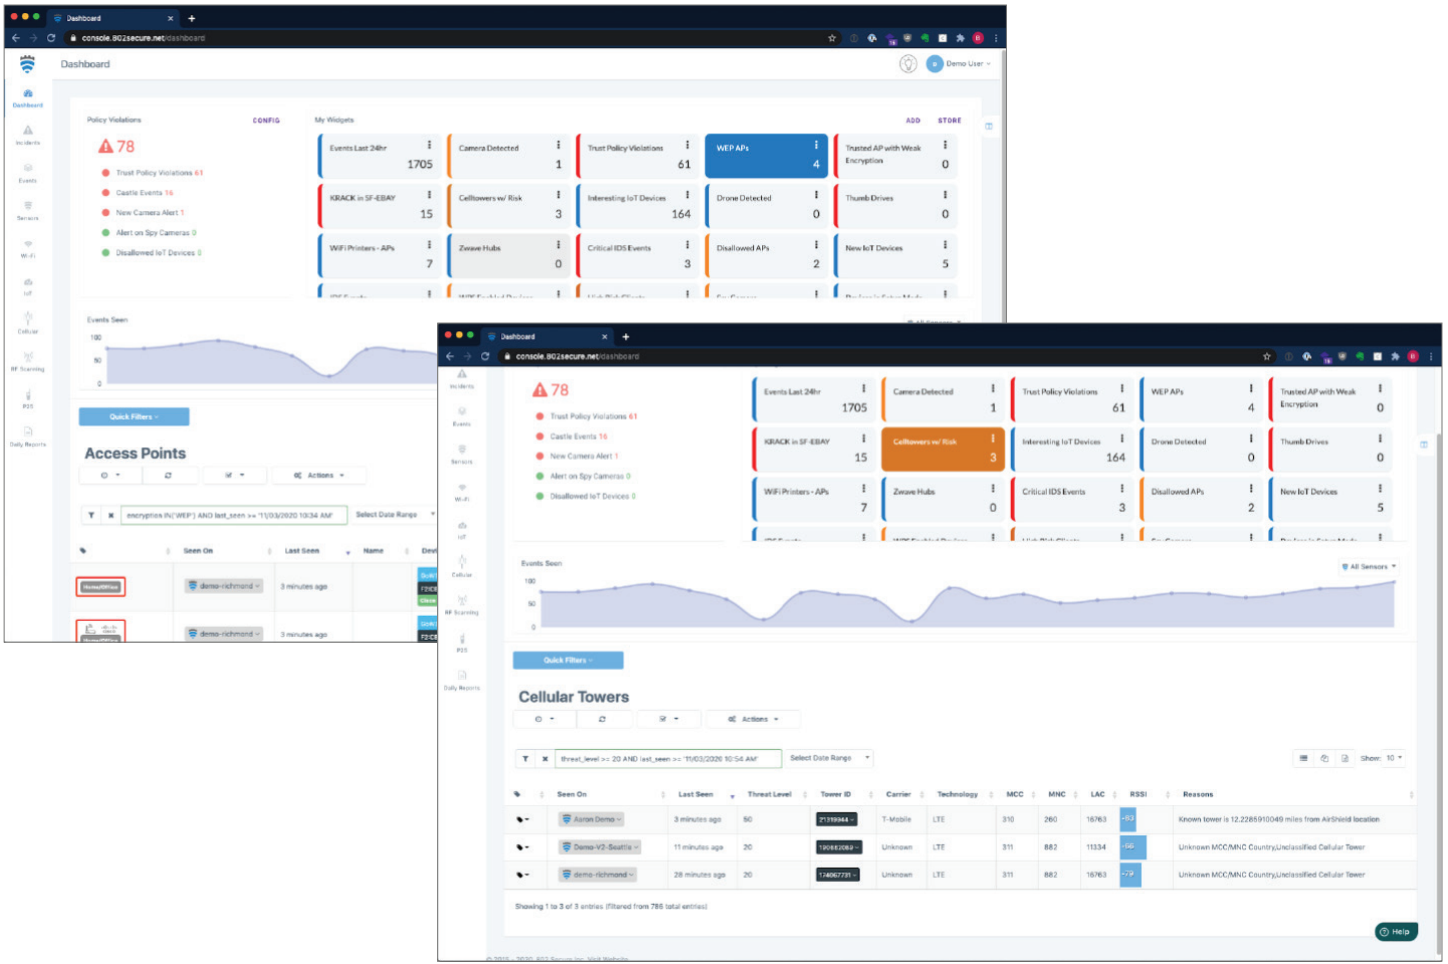 Dashboard
console.802secure.net/dashboard
Dashboard
Demo User
Dashboard
Incidents
Events
Sensors
Wi-Fi
IoT
Cellular
RF Scanning
P25
Daily Reports
Policy Violations
CONFIG
78
Trust Policy Violations 61
Castle Events 16
New Camera Alert 1
Alert on Spy Cameras 0
Disallowed IoT Devices 0
My Widgets
ADD
STORE
Events Last 24hr
1705
Camera Detected
1
Trust Policy Violations
61
WEP APs
4
Trusted AP with Weak Encryption
0
KRACK in SF-EBAY
15
Celltowers w/ Risk
3
Interesting IoT Devices
164
Drone Detected
0
Thumb Drives
0
WiFi Printers - APs
7
Zwave Hubs
0
Critical IDS Events
3
Disallowed APs
2
New IoT Devices
5
Events Seen
100
50
0
Quick Filters
Access Points
Actions
encryption IN('WEP') AND last_seen >= '11/03/2020 10:34 AM'
Select Date Range
Seen On
Last Seen
Name
Devi
Home/Office
demo-richmond
3 minutes ago
demo-richmond
3 minutes ago
Dashboard
console.802secure.net/dashboard
Incidents
Events
Sensors
Wi-Fi
IoT
Cellular
RF Scanning
P25
Daily Reports
78
Trust Policy Violations 61
Castle Events 16
New Camera Alert 1
Alert on Spy Cameras 0
Disallowed IoT Devices 0
Events Last 24hr
1705
Camera Detected
1
Trust Policy Violations
61
WEP APs
4
Trusted AP with Weak Encryption
0
KRACK in SF-EBAY
15
Celltowers w/ Risk
3
Interesting IoT Devices
164
Drone Detected
0
Thumb Drives
0
WiFi Printers - APs
7
Zwave Hubs
0
Critical IDS Events
3
Disallowed APs
2
New IoT Devices
5
Events Seen
All Sensors
100
50
0
Quick Filters
Cellular Towers
Actions
threat_level >= 20 AND last_seen >= '11/03/2020 10:54 AM'
Select Date Range
Show: 10
Seen On Last Seen Threat Level Tower ID Carrier Technology MCC MNC LAC RSSI Reasons
Aaron Demo 3 minutes ago 50 21319944 T-Mobile LTE 310 260 16763 Known tower is 12.2285910049 miles from AirShield location
Demo-V2-Seattle 11 minutes ago 20 Unknown LTE 311 882 11334 Unknown MCC/MNC Country,Unclassified Cellular Tower
demo-richmond 28 minutes ago 20 174067731 Unknown LTE 311 882 16763 -79 Unknown MCC/MNC Country,Unclassified Cellular Tower
Showing 1 to 3 of 3 entries (filtered from 786 total entries)
Help